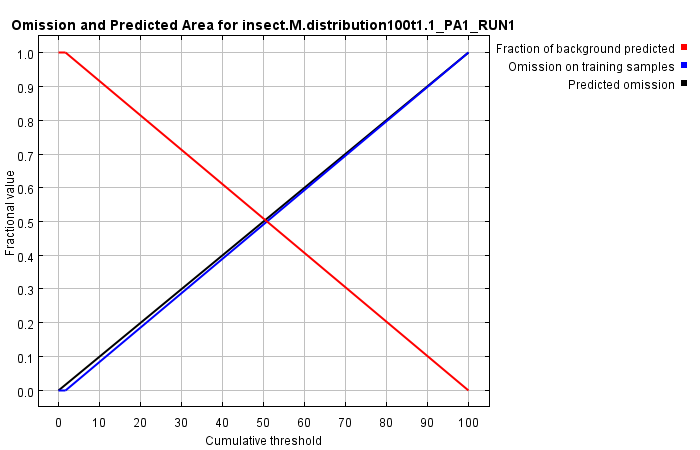 Omission and Predicted Area for insect.M.distribution100t1.1_PA1_RUN1
Fraction of background predicted
Omission on training samples
Predicted omission
Fractional value
1.0
0.9
0.8
0.7
0.6
0.5
0.4
0.3
0.2
0.1
0.0
0 10 20 30 40 50 60 70 80 90 100
Cumulative threshold